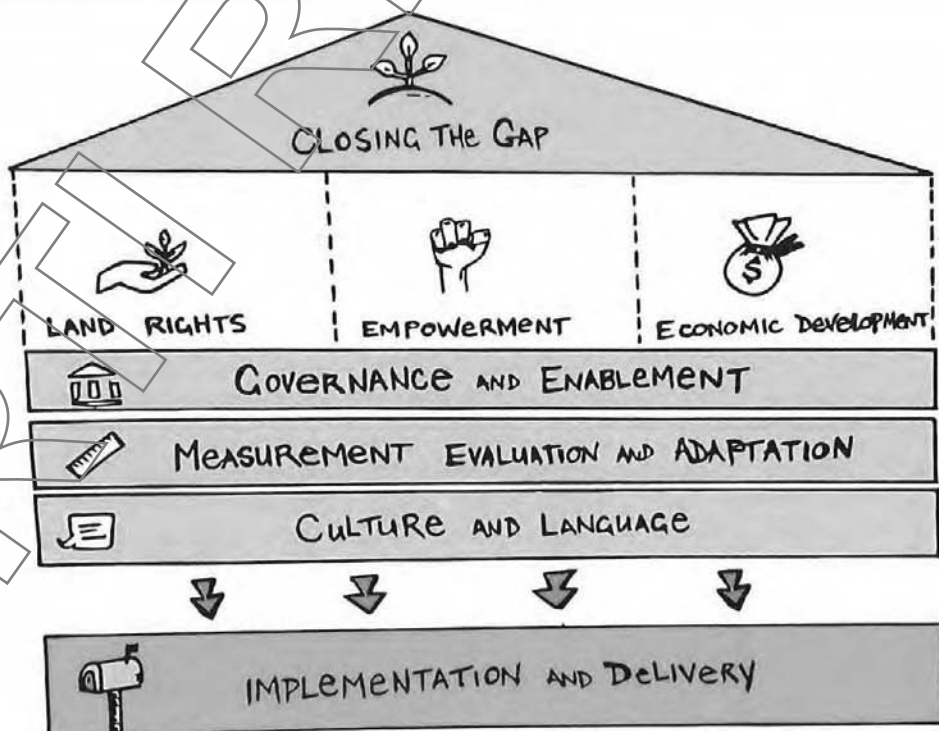 CLOSING THE GAP
LAND RIGHTS
EMPOWERMENT
ECONOMIC DEVELOPMENT
GOVERNANCE AND ENABLEMENT
MEASUREMENT EVALUATION AND ADAPTATION
CULTURE AND LANGUAGE
IMPLEMENTATION AND DELIVERY
$